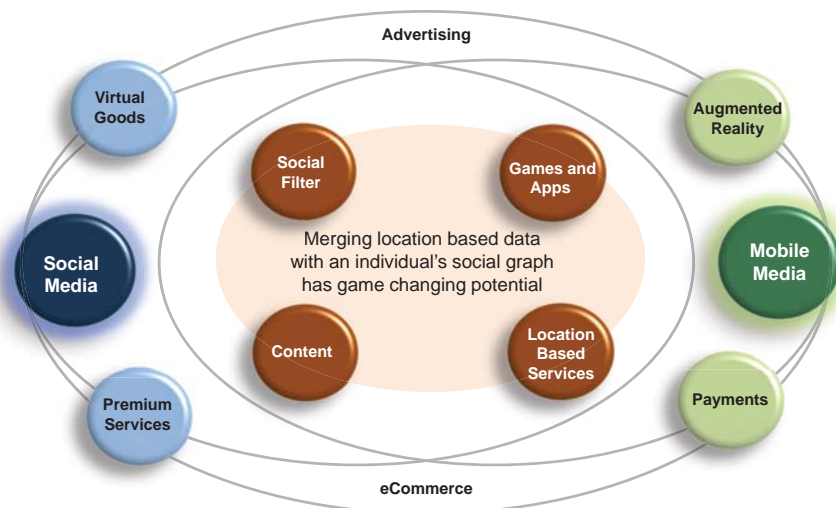 Advertising
Virtual
Goods
Augmented
Reality
Social
Filter
Games and
Apps
Merging location based data
with an individual's social graph
has game changing potential
Social
Media
Mobile
Media
Content
Location
Based
Services
Premium
Services
Payments
eCommerce